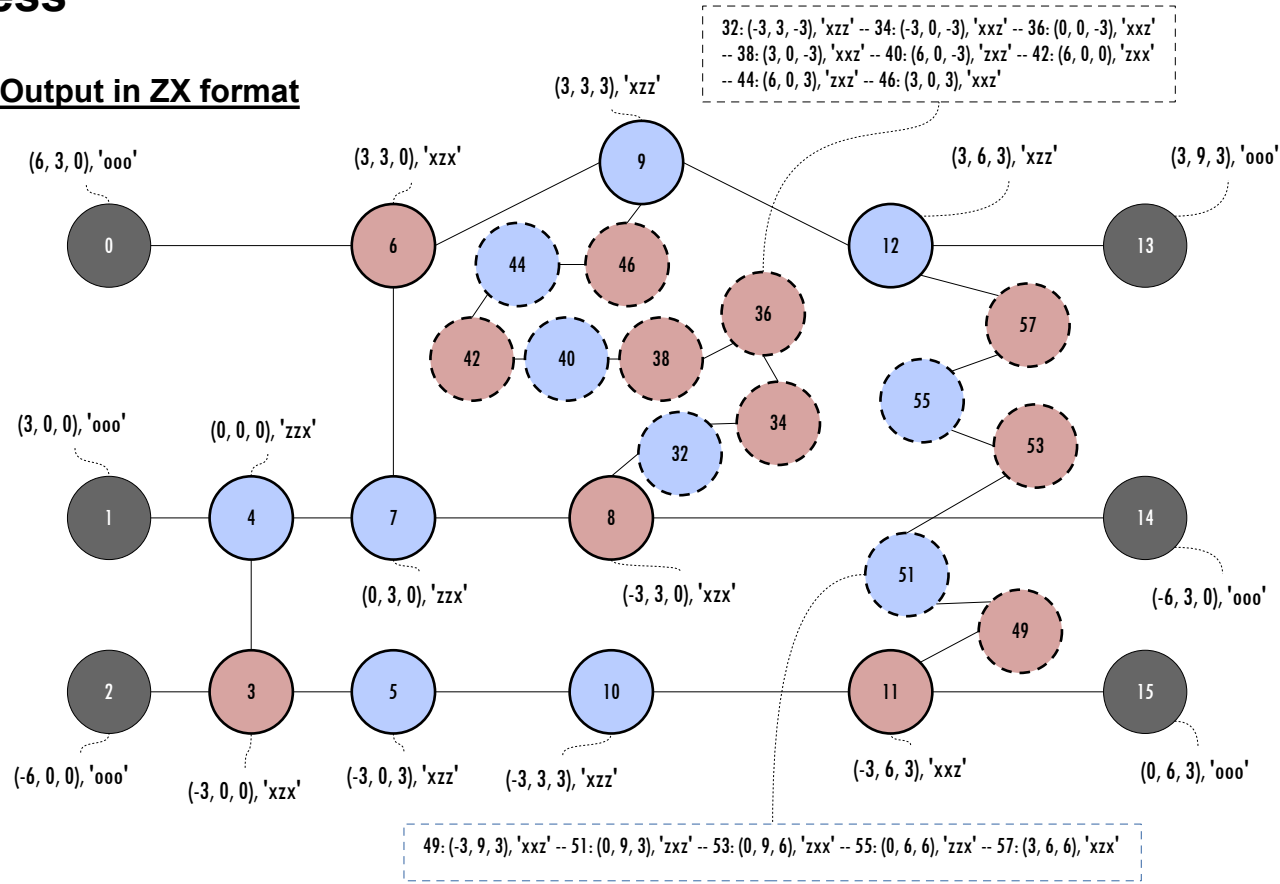 ess
Output in ZX format
32: (-3, 3, -3), 'xzz' -- 34: (-3, 0, -3), 'xxz' -- 36: (0, 0, -3), 'xxz'
-- 38: (3, 0, -3), 'xxz' -- 40: (6, 0, -3), 'zxz' -- 42: (6, 0, 0), 'zxx'
-- 44: (6, 0, 3), 'zxz' -- 46: (3, 0, 3), 'xxz'
(3, 3, 3), 'xzz'
(6, 3, 0), 'ooo'
(3, 3, 0), 'xzx'
(3, 6, 3), 'xzz'
(3, 9, 3), 'ooo'
9
0
6
12
13
44
46
36
57
42
40
38
55
34
53
32
(3, 0, 0), 'ooo'
(0, 0, 0), 'zzx'
1
4
7
8
14
51
(0, 3, 0), 'zzx'
(-3, 3, 0), 'xzx'
(-6, 3, 0), 'ooo'
49
2
3
5
10
11
15
(-6, 0, 0), 'ooo'
(-3, 0, 0), 'xzx'
(-3, 0, 3), 'xzz'
(-3, 3, 3), 'xzz'
(-3, 6, 3), 'xxz'
(0, 6, 3), 'ooo'
49: (-3, 9, 3), 'xxz' -- 51: (0, 9, 3), 'zxz' -- 53: (0, 9, 6), 'zxx' -- 55: (0, 6, 6), 'zzx' -- 57: (3, 6, 6), 'xzx'